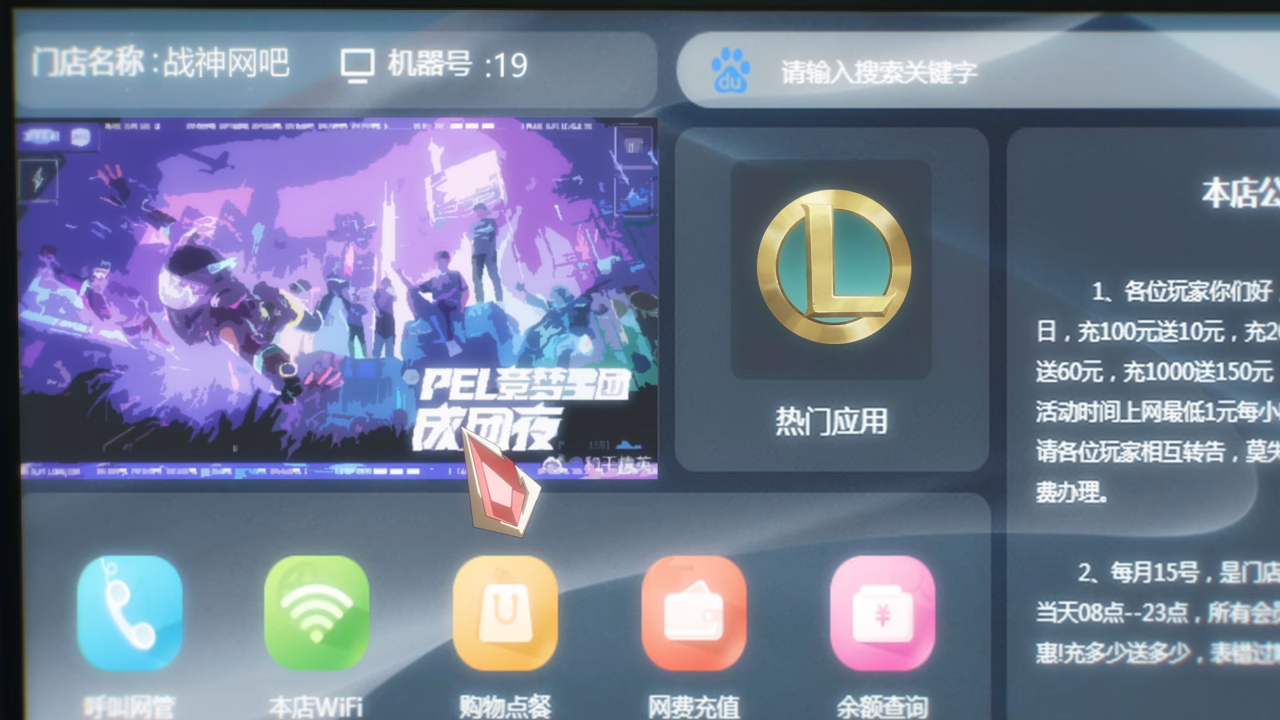 门店名称:战神网吧
机器号:19
du
请输入搜索关键字
PEL竞梦全团
庆团夜
L
热门应用
本店公
1、各位玩家你们好
日，充100元送10元，充2
送60元，充1000送150元
活动时间上网最低1元每小
请各位玩家相互转告，莫失
费办理。
2、每月15号，是门店
当天08点--23点，所有会员
惠!充多少送多少，表错过
呼叫网管
本店WiFi
购物点餐
网费充值
余额查询